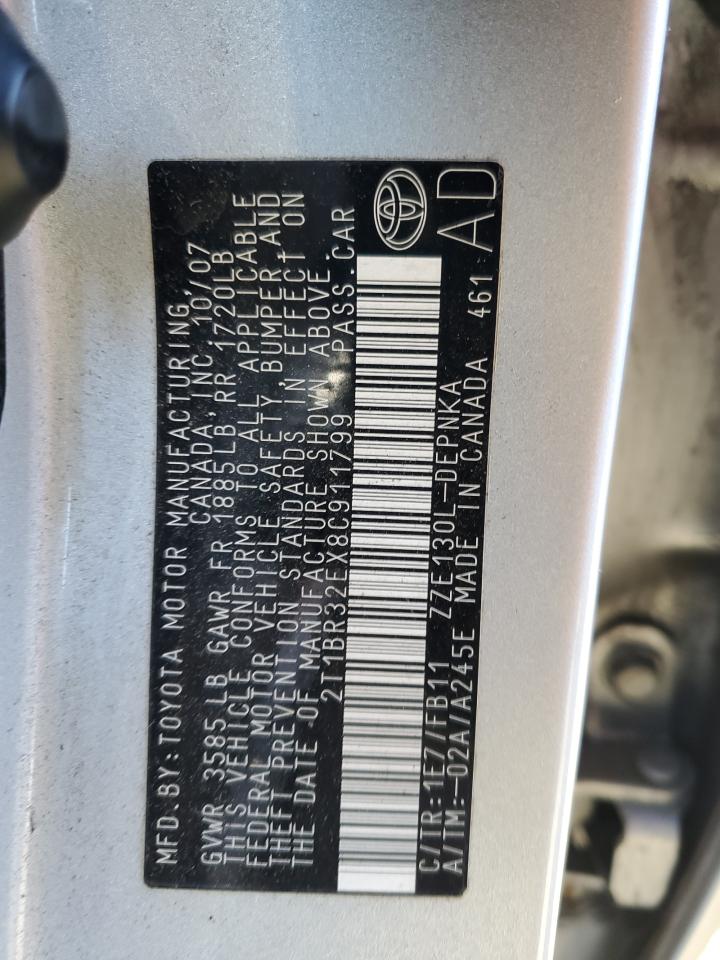 MFD.BY:TOYOTA MOTOR MANUFACTURING,
CANADA,INC. 10/07
GVWR 3585 LB GAWR FR 1885LB RR 1720LB
THIS VEHICLE CONFORMS TO ALL APPLICABLE
FEDERAL MOTOR VEHICLE SAFETY, BUMPER, AND
THEFT PREVENTION STANDARDS IN EFFECT ON
THE DATE OF MANUFACTURE SHOWN ABOVE.
2T1BR32EX8C911799 PASS.CAR
C/TR:1E7/FB11 ZZE130L-DEPNKA
A/TM:-02A/A245E MADE IN CANADA 461 AD